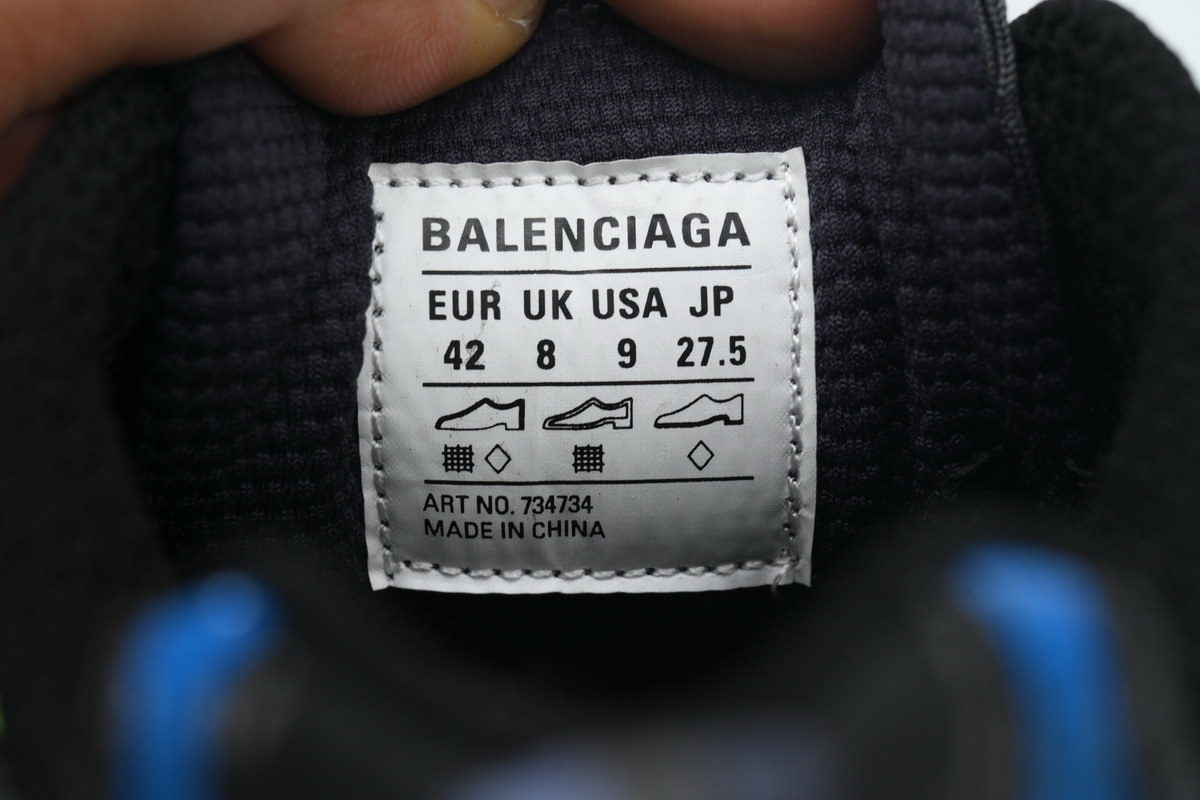 BALENCIAGA
EUR UK USA JP
42 8 9 27.5
ART NO. 734734
MADE IN CHINA